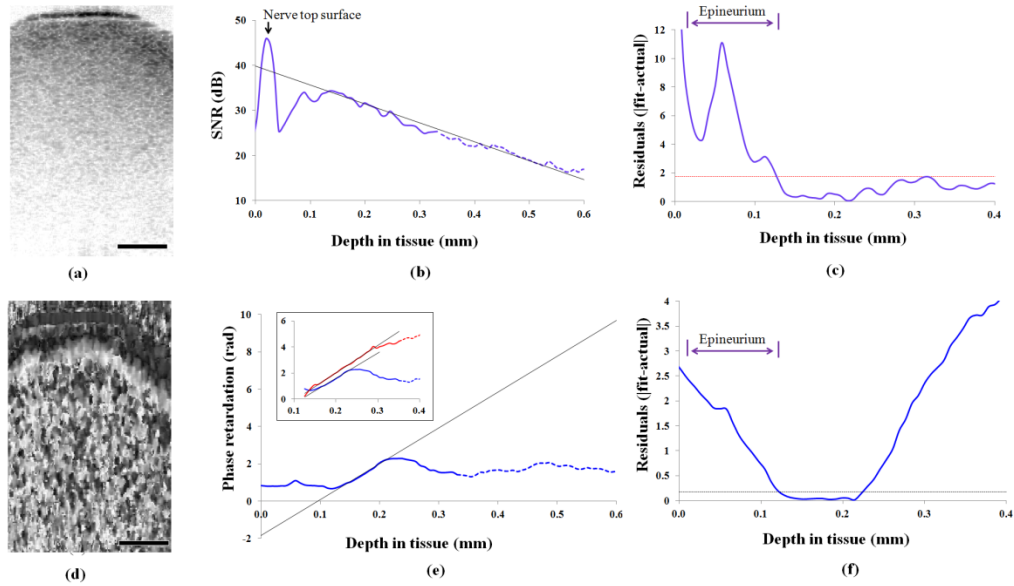 (a)
Nerve top surface
SNR (dB)
50
40
30
20
10
0.0 0.1 0.2 0.3 0.4 0.5 0.6
Depth in tissue (mm)
(b)
Epineurium
Residuals (|fit-actual|)
12
10
8
6
4
2
0
0.0 0.1 0.2 0.3 0.4
Depth in tissue (mm)
(c)
(d)
Phase retardation (rad)
10
8
6
4
2
0
-2
6
4
2
0
0.1 0.2 0.3 0.4
0.0 0.1 0.2 0.3 0.4 0.5 0.6
Depth in tissue (mm)
(e)
Epineurium
Residuals (|fit-actual|)
4
3.5
3
2.5
2
1.5
1
0.5
0
0.0 0.1 0.2 0.3 0.4
Depth in tissue (mm)
(f)